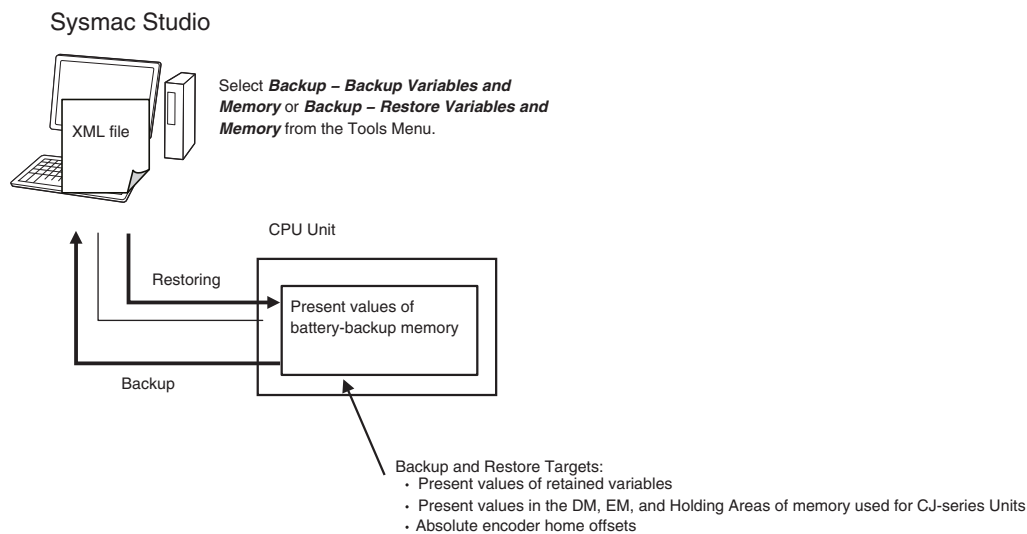 Sysmac Studio
XML file
Select Backup – Backup Variables and
Memory or Backup – Restore Variables and
Memory from the Tools Menu.
CPU Unit
Restoring
Present values of
battery-backup memory
Backup
Backup and Restore Targets:
• Present values of retained variables
• Present values in the DM, EM, and Holding Areas of memory used for CJ-series Units
• Absolute encoder home offsets